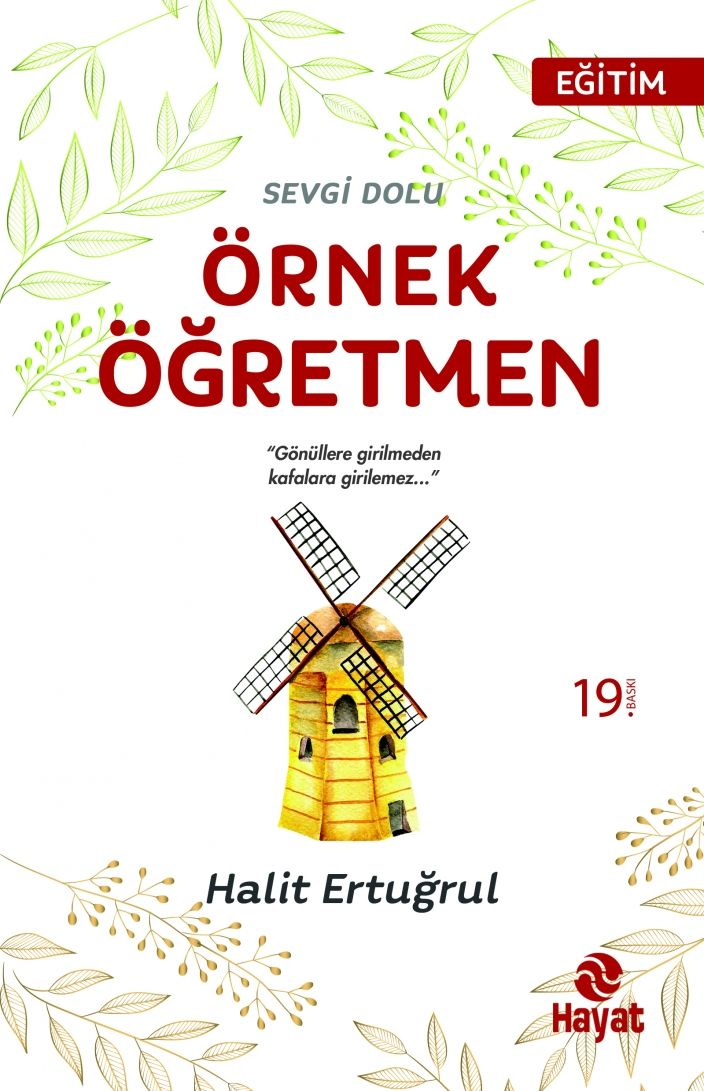 EĞİTİM
SEVGİ DOLU
ÖRNEK
ÖĞRETMEN
“Gönüllere girilmeden
kafalara girilemez...”
19.
BASKI
Halit Ertuğrul
Hayat